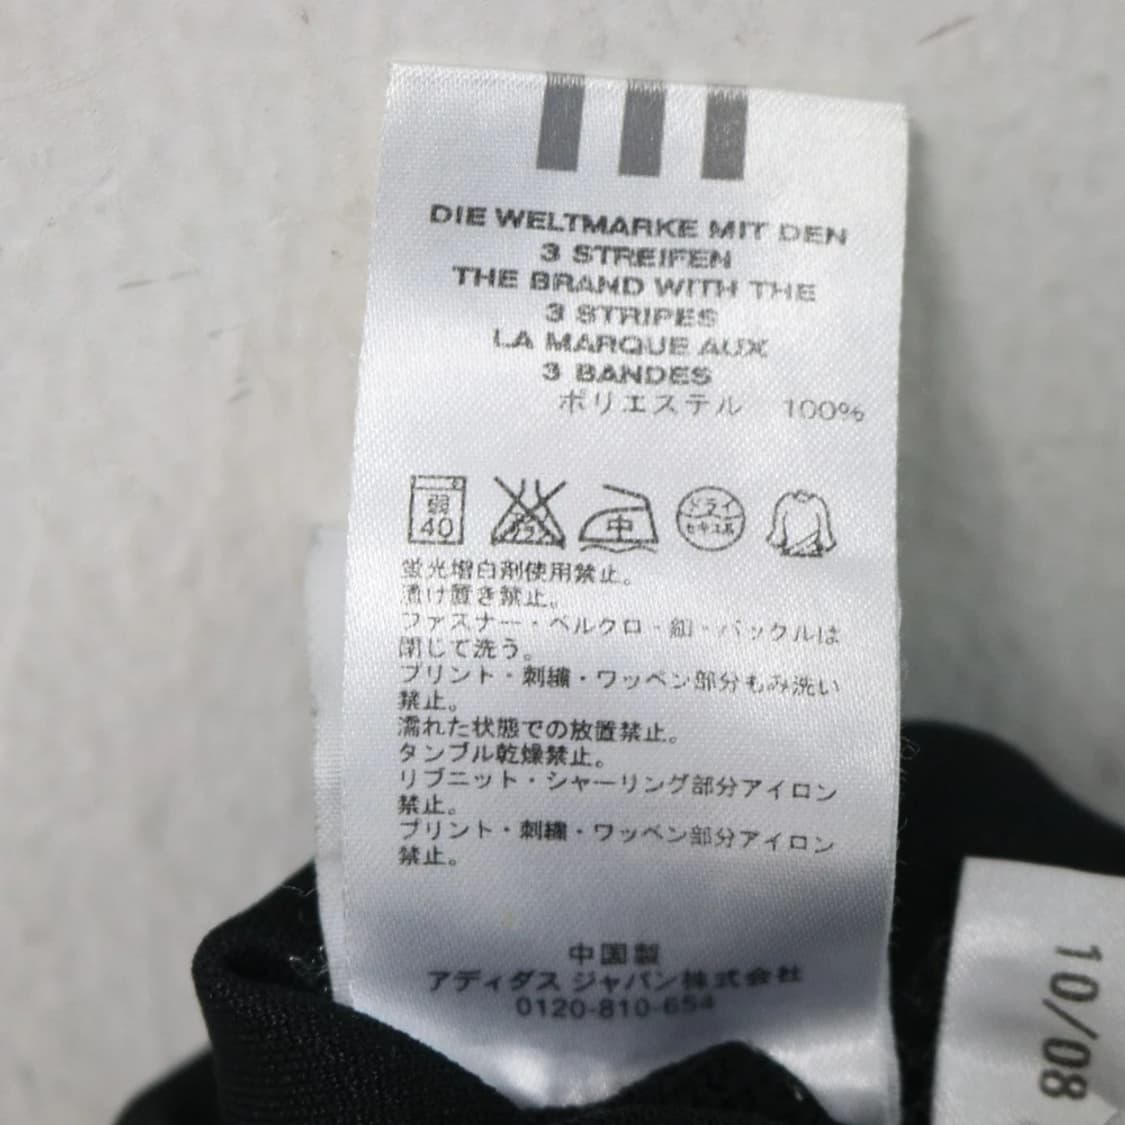 DIE WELTMARKE MIT DEN
3 STREIFEN
THE BRAND WITH THE
3 STRIPES
LA MARQUE AUX
3 BANDES
ポリエステル 100%
弱 中 ドライ
40 セキユ系
蛍光増白剤使用禁止。
漬け置き禁止。
ファスナー・ベルクロ・紐・バックルは
閉じて洗う。
プリント・刺繍・ワッペン部分もみ洗い
禁止。
濡れた状態での放置禁止。
タンブル乾燥禁止。
リブニット・シャーリング部分アイロン
禁止。
プリント・刺繍・ワッペン部分アイロン
禁止。
中国製
アディダス ジャパン株式会社
0120-810-654
10/08